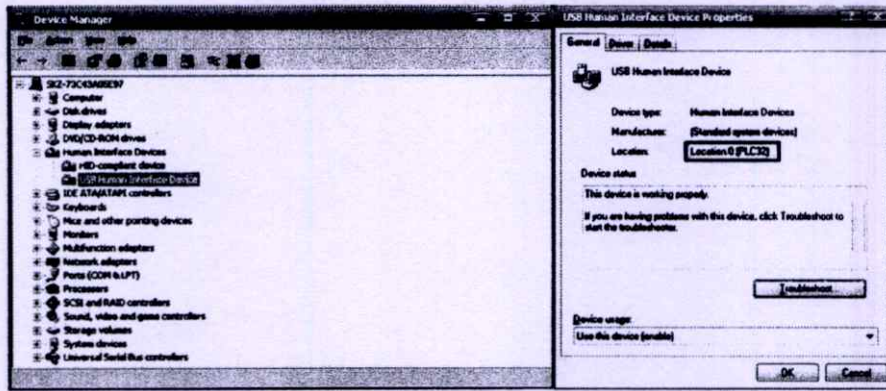 Device Manager
File Action View Help
SKZ-73C43A05E97
Computer
Disk drives
Display adapters
DVD/CD-ROM drives
Human Interface Devices
HID-compliant device
USB Human Interface Device
IDE ATA/ATAPI controllers
Keyboards
Mice and other pointing devices
Monitors
Multifunction adapters
Network adapters
Ports (COM & LPT)
Processors
SCSI and RAID controllers
Sound, video and game controllers
Storage volumes
System devices
Universal Serial Bus controllers
USB Human Interface Device Properties
General Driver Details
USB Human Interface Device
Device type: Human Interface Devices
Manufacturer: (Standard system devices)
Location: Location 0 (PLC32)
Device status
This device is working properly.
If you are having problems with this device, click Troubleshoot to
start the troubleshooter.
Troubleshoot...
Device usage:
Use this device (enable)
OK Cancel